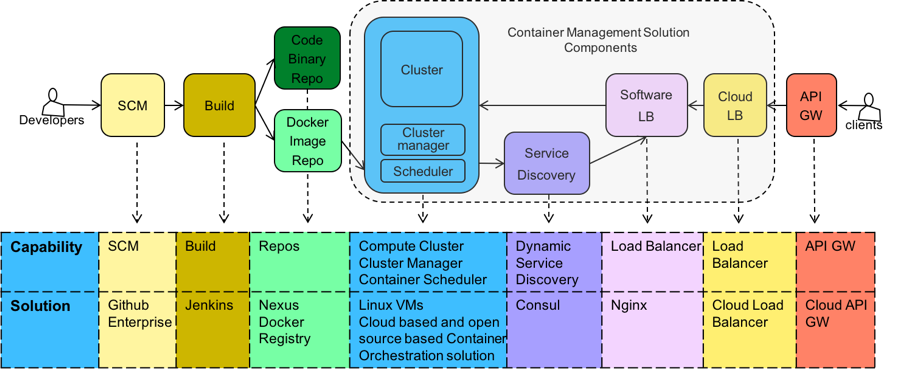 Code
Binary
Repo
Container Management Solution
Components
Cluster
Developers
SCM
Build
Docker
Image
Repo
Cluster
manager
Scheduler
Service
Discovery
Software
LB
Cloud
LB
API
GW
clients
Capability
SCM
Build
Repos
Compute Cluster
Cluster Manager
Container Scheduler
Dynamic
Service
Discovery
Load Balancer
Load
Balancer
API GW
Solution
Github
Enterprise
Jenkins
Nexus
Docker
Registry
Linux VMs
Cloud based and open
source based Container
Orchestration solution
Consul
Nginx
Cloud Load
Balancer
Cloud API
GW